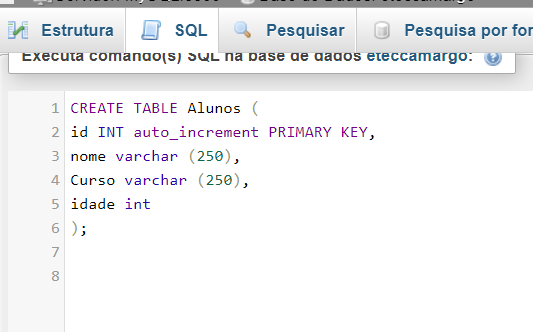 Estrutura SQL Pesquisar Pesquisa por for
Executa comando(s) SQL na base de dados eteccamargo:
1 CREATE TABLE Alunos (
2 id INT auto_increment PRIMARY KEY,
3 nome varchar (250),
4 Curso varchar (250),
5 idade int
6 );
7
8